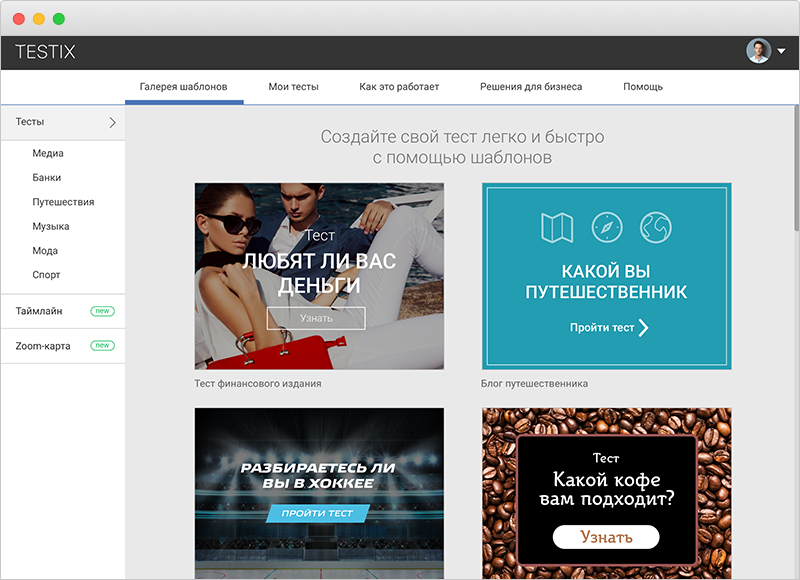 TESTIX
Галерея шаблонов
Мои тесты
Как это работает
Решения для бизнеса
Помощь
Тесты
Медиа
Банки
Путешествия
Музыка
Мода
Спорт
Таймлайн new
Zoom-карта new
Создайте свой тест легко и быстро
с помощью шаблонов
Тест
ЛЮБЯТ ЛИ ВАС
ДЕНЬГИ
Узнать
Тест финансового издания
КАКОЙ ВЫ
ПУТЕШЕСТВЕННИК
Пройти тест
Блог путешественника
РАЗБИРАЕТЕСЬ ЛИ
ВЫ В ХОККЕЕ
ПРОЙТИ ТЕСТ
Тест
Какой кофе
вам подходит?
Узнать